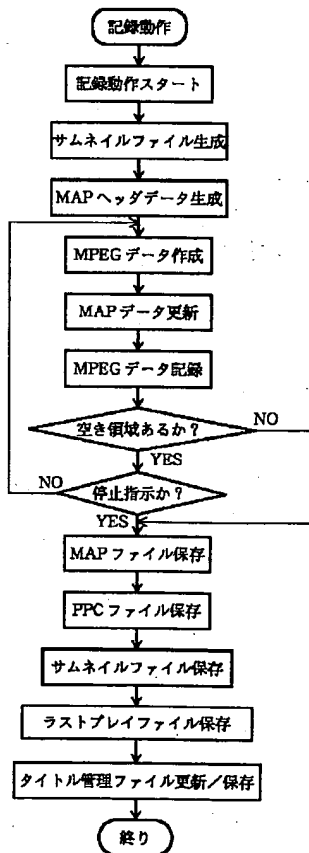 記録動作
記録動作スタート
サムネイルファイル生成
MAPヘッダデータ生成
MPEGデータ作成
MAPデータ更新
MPEGデータ記録
空き領域あるか?
NO
YES
NO
停止指示か?
YES
MAPファイル保存
PPCファイル保存
サムネイルファイル保存
ラストプレイファイル保存
タイトル管理ファイル更新/保存
終り